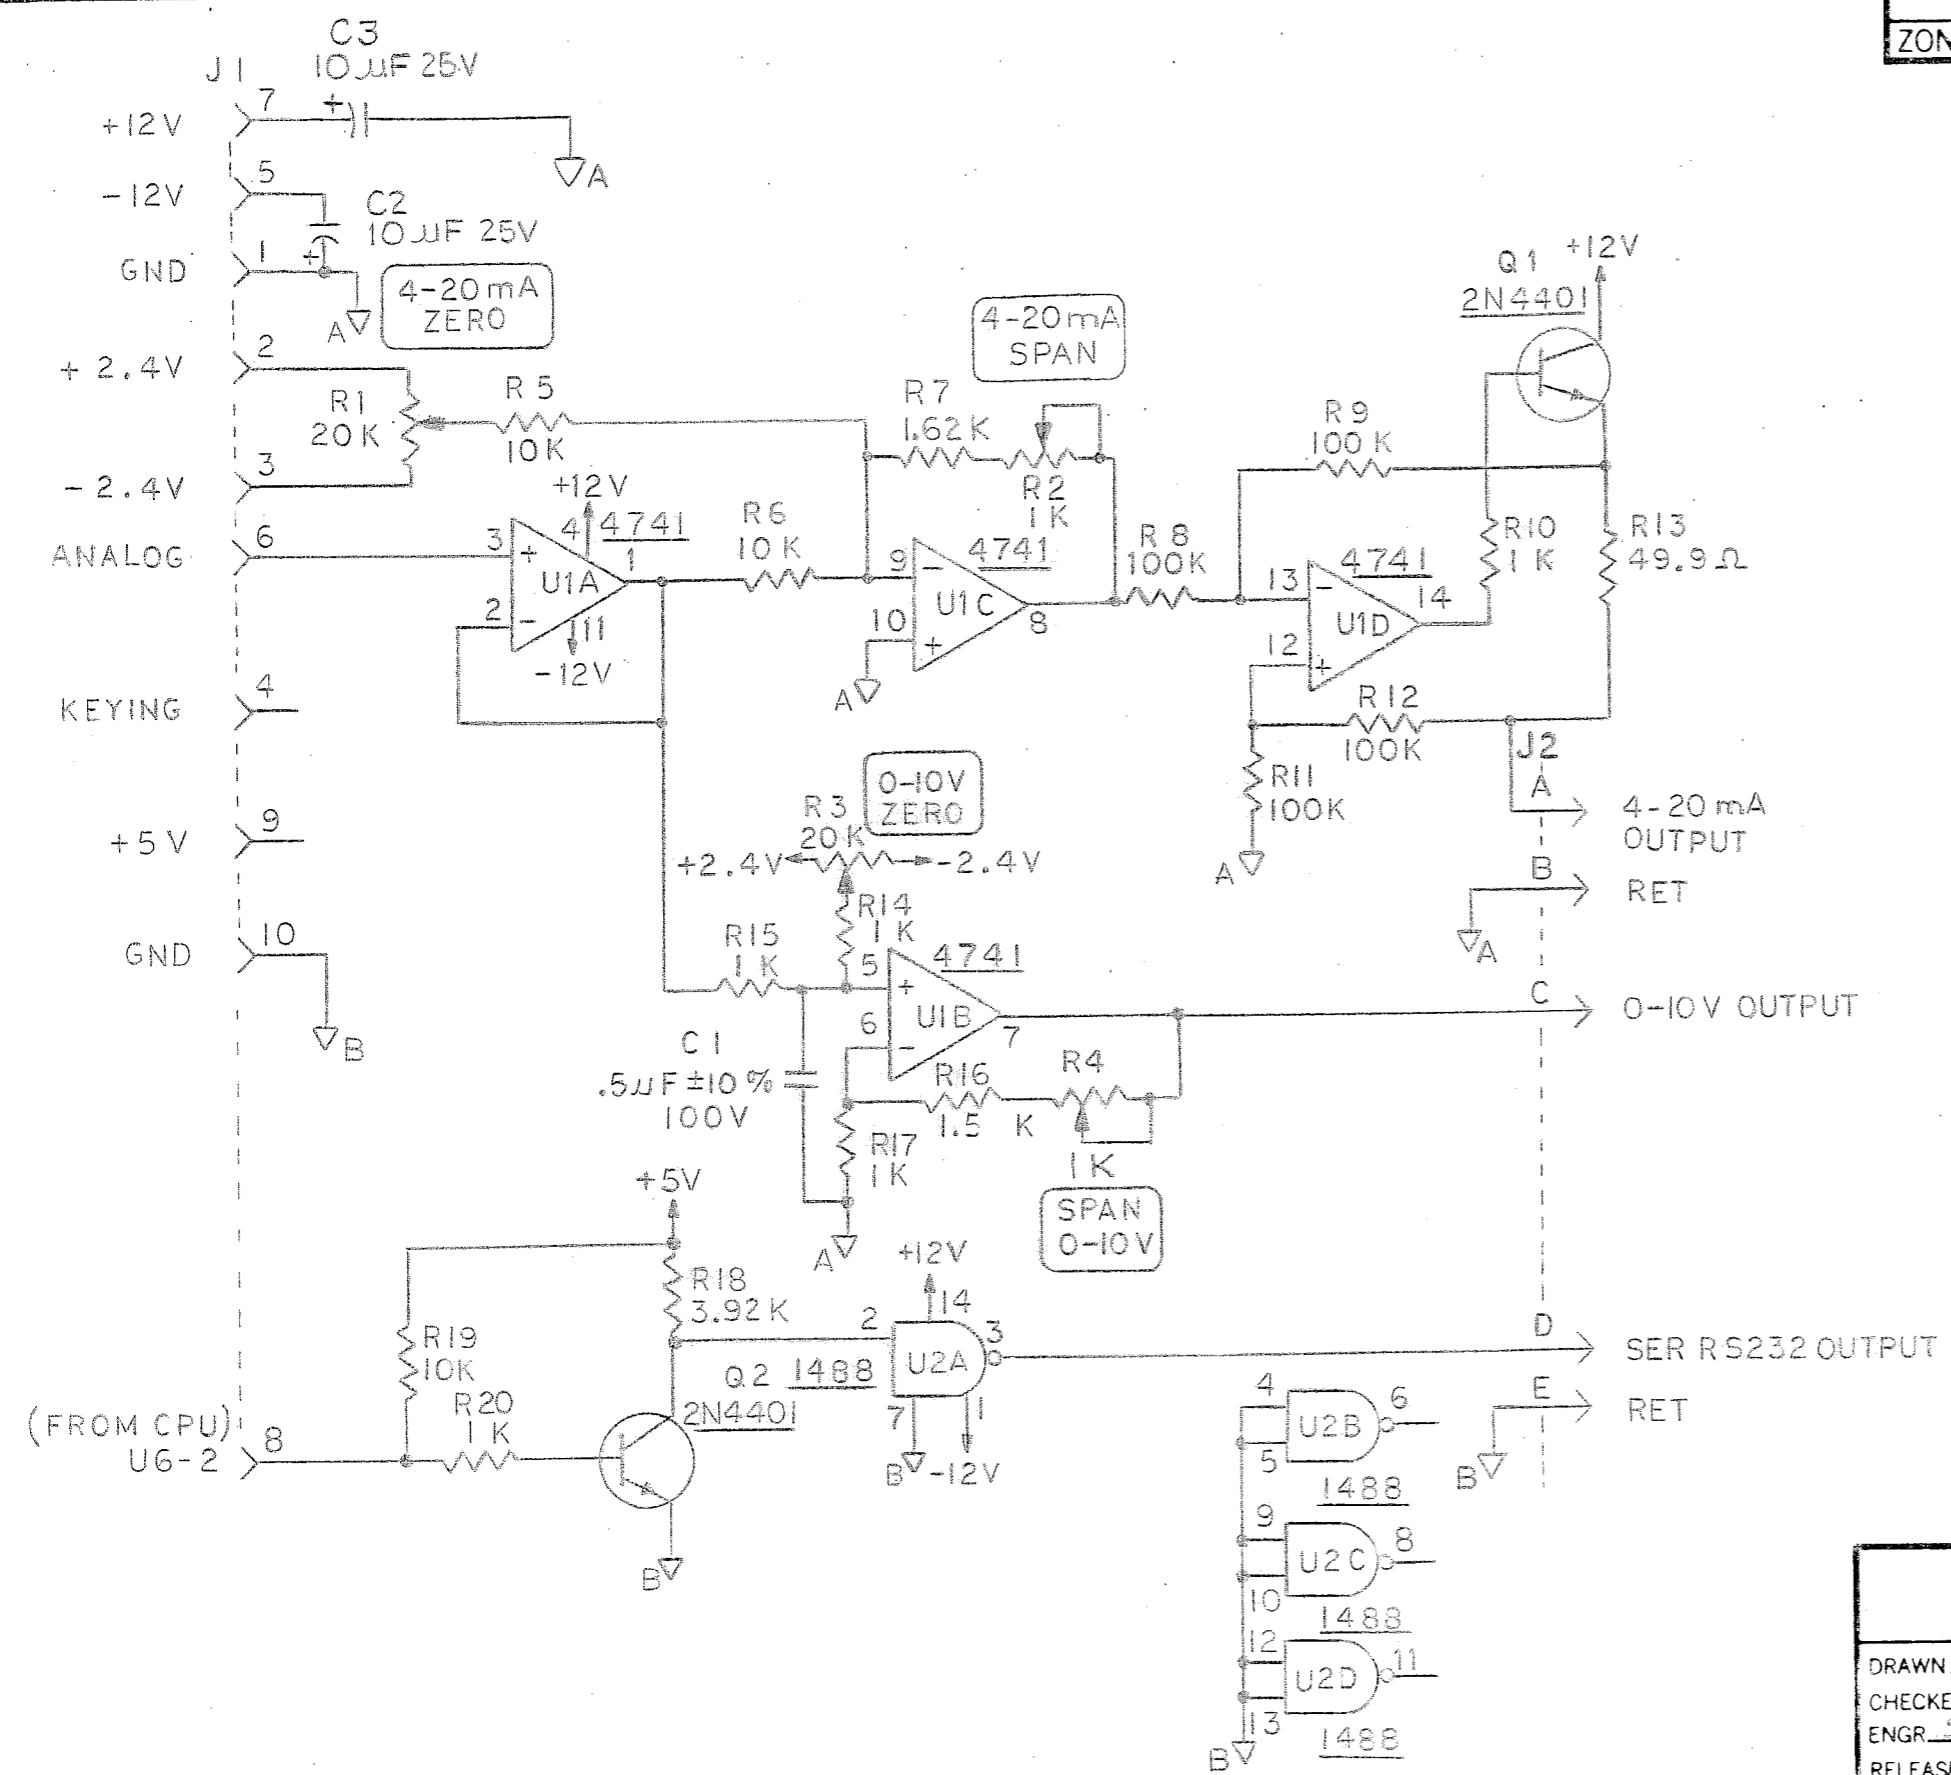 ZON
C3
10 µF 25V
J1
7
+12V
+
A
5
-12V
C2
10 µF 25V
1
GND
+
A
4-20mA
ZERO
2
+2.4V
R1
20K
R5
10K
3
-2.4V
6
ANALOG
+12V
4
4741
3
+
1
U1A
2
-
11
-12V
R6
10K
4-20mA
SPAN
R7
1.62K
R2
1K
9
-
4741
U1C
10
+
8
A
R8
100K
R9
100K
Q1
+12V
2N4401
R10
1K
R13
49.9Ω
13
-
4741
14
U1D
12
+
R12
100K
R11
100K
A
J2
A
4-20 mA
OUTPUT
B
RET
A
KEYING
4
+5V
9
GND
10
B
0-10V
ZERO
R3
20K
+2.4V
-2.4V
R14
1K
R15
1K
5
+
4741
U1B
6
-
7
C
0-10V OUTPUT
C1
.5µF ±10%
100V
R16
1.5 K
R4
1K
R17
1K
SPAN
0-10V
A
+5V
R18
3.92K
R19
10K
R20
1K
(FROM CPU)
U6-2
8
Q2
2N4401
B
+12V
14
2
3
1488
U2A
7
1
B
-12V
D
SER RS232 OUTPUT
E
RET
B
4
6
U2B
5
1488
9
8
U2C
10
1488
12
11
U2D
13
1488
B
DRAWN
CHECKE
ENGR
RELEAS